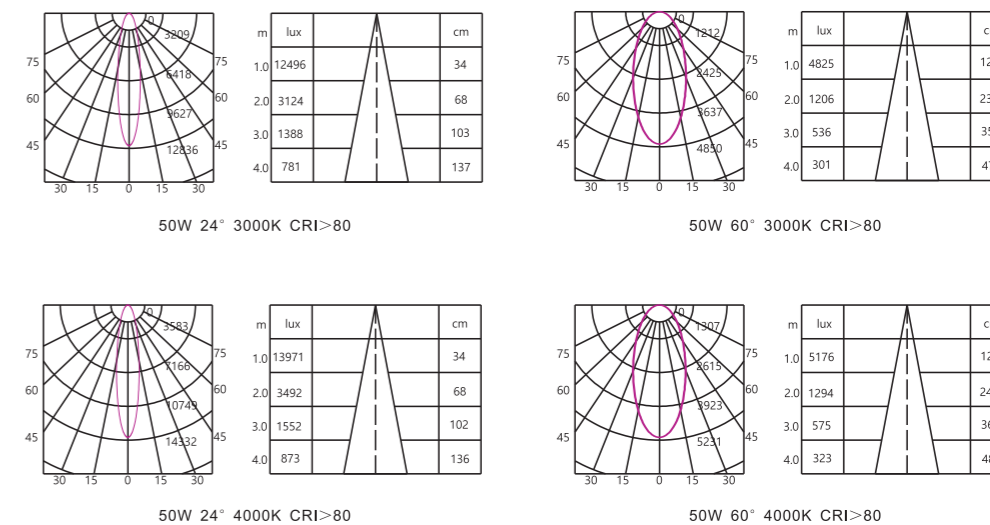 0
3209
6418
9627
12836
75 75
60 60
45 45
30 15 0 15 30
m lux cm
1.0 12496 34
2.0 3124 68
3.0 1388 103
4.0 781 137
50W 24° 3000K CRI>80
0
1212
2425
3637
4850
75 75
60 60
45 45
30 15 0 15 30
m lux
1.0 4825
2.0 1206
3.0 536
4.0 301
50W 60° 3000K CRI>80
0
3583
7166
10749
14332
75 75
60 60
45 45
30 15 0 15 30
m lux cm
1.0 13971 34
2.0 3492 68
3.0 1552 102
4.0 873 136
50W 24° 4000K CRI>80
0
1307
2615
3923
5231
75 75
60 60
45 45
30 15 0 15 30
m lux
1.0 5176
2.0 1294
3.0 575
4.0 323
50W 60° 4000K CRI>80